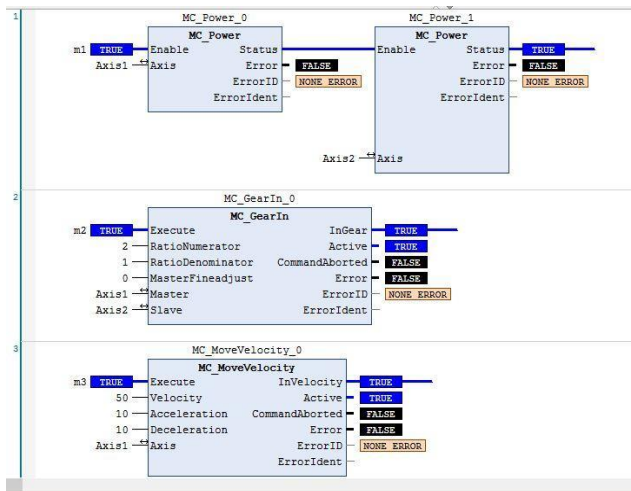 1
MC_Power_0 MC_Power_1
MC_Power MC_Power
m1 TRUE Enable Status Enable Status TRUE
Axis1 Axis Error FALSE Error FALSE
ErrorID NONE ERROR ErrorID NONE ERROR
ErrorIdent ErrorIdent
Axis2 Axis
2
MC_GearIn_0
MC_GearIn
m2 TRUE Execute InGear TRUE
2 RatioNumerator Active TRUE
1 RatioDenominator CommandAborted FALSE
0 MasterFineadjust Error FALSE
Axis1 Master ErrorID NONE ERROR
Axis2 Slave ErrorIdent
3
MC_MoveVelocity_0
MC_MoveVelocity
m3 TRUE Execute InVelocity TRUE
50 Velocity Active TRUE
10 Acceleration CommandAborted FALSE
10 Deceleration Error FALSE
Axis1 Axis ErrorID NONE ERROR
ErrorIdent